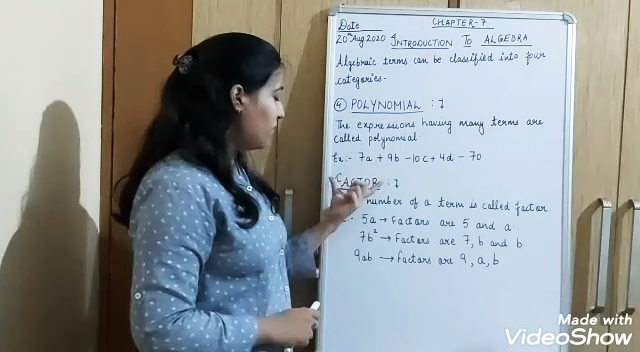 Date
CHAPTER-7
20th Aug 2020
INTRODUCTION TO ALGEBRA
Algebraic terms can be classified into four
categories-
④ POLYNOMIAL :↴
The expressions having many terms are
called polynomial.
Ex:- 7a + 9b -10c + 4d - 70
FACTOR :↴
number of a term is called factor
5a → Factors are 5 and a.
7b² → Factors are 7, b and b
9ab → Factors are 9, a, b
Made with
VideoShow